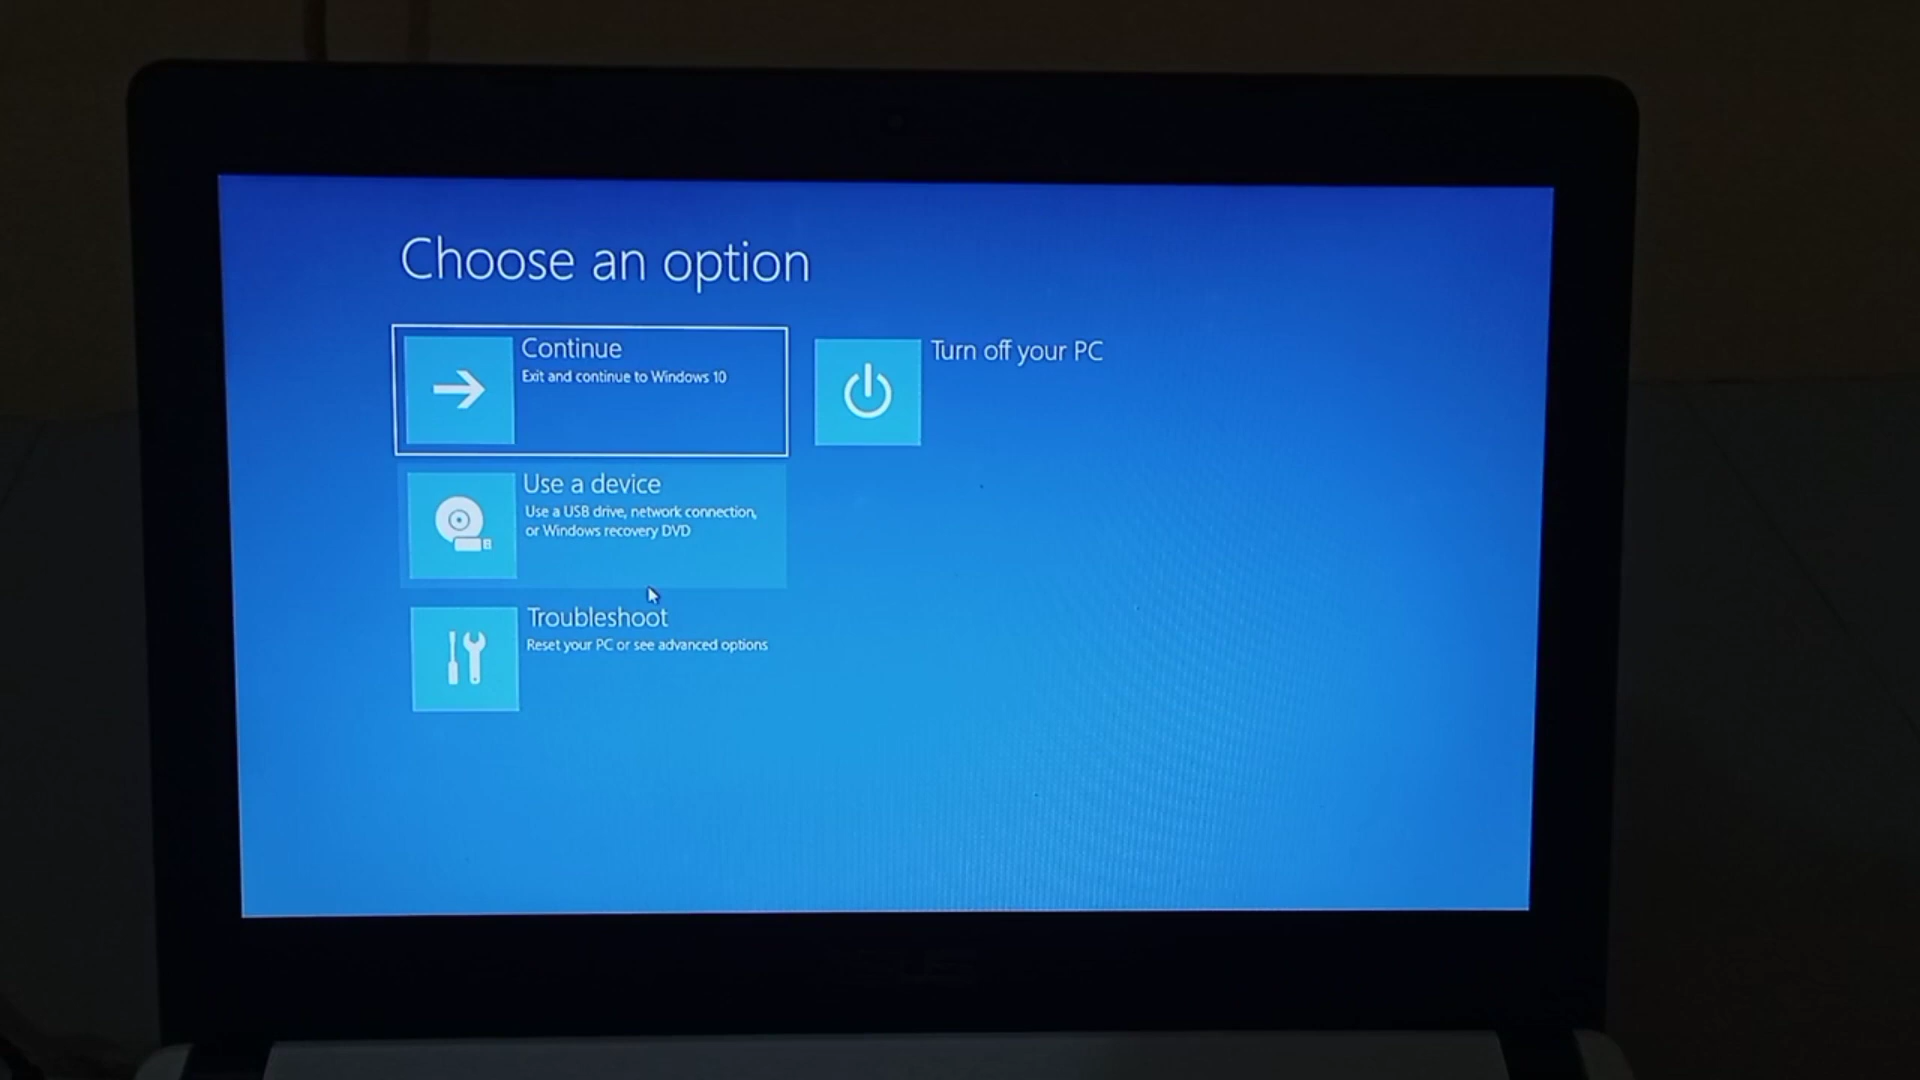 Choose an option
Continue
Exit and continue to Windows 10
Turn off your PC
Use a device
Use a USB drive, network connection,
or Windows recovery DVD
Troubleshoot
Reset your PC or see advanced options